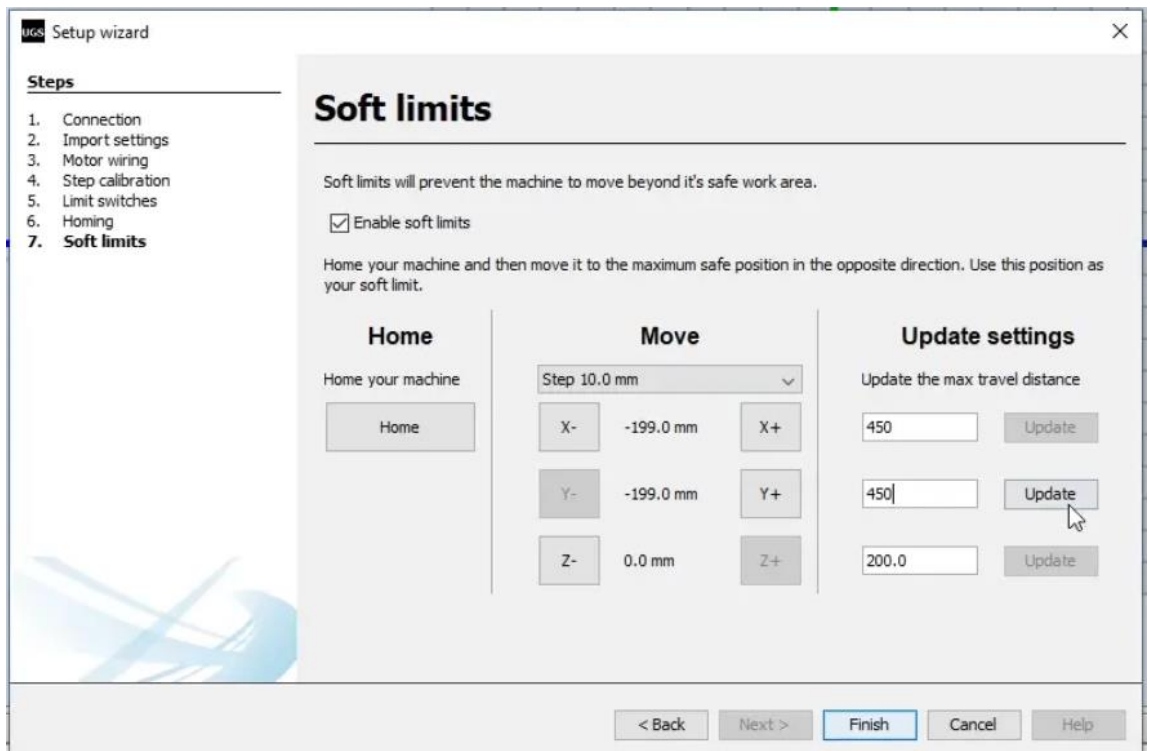 UGS Setup wizard
Steps
1. Connection
2. Import settings
3. Motor wiring
4. Step calibration
5. Limit switches
6. Homing
7. Soft limits
Soft limits
Soft limits will prevent the machine to move beyond it's safe work area.
Enable soft limits
Home your machine and then move it to the maximum safe position in the opposite direction. Use this position as
your soft limit.
Home
Home your machine
Home
Move
Step 10.0 mm
X- -199.0 mm X+
Y- -199.0 mm Y+
Z- 0.0 mm Z+
Update settings
Update the max travel distance
450 Update
450 Update
200.0 Update
< Back Next > Finish Cancel Help